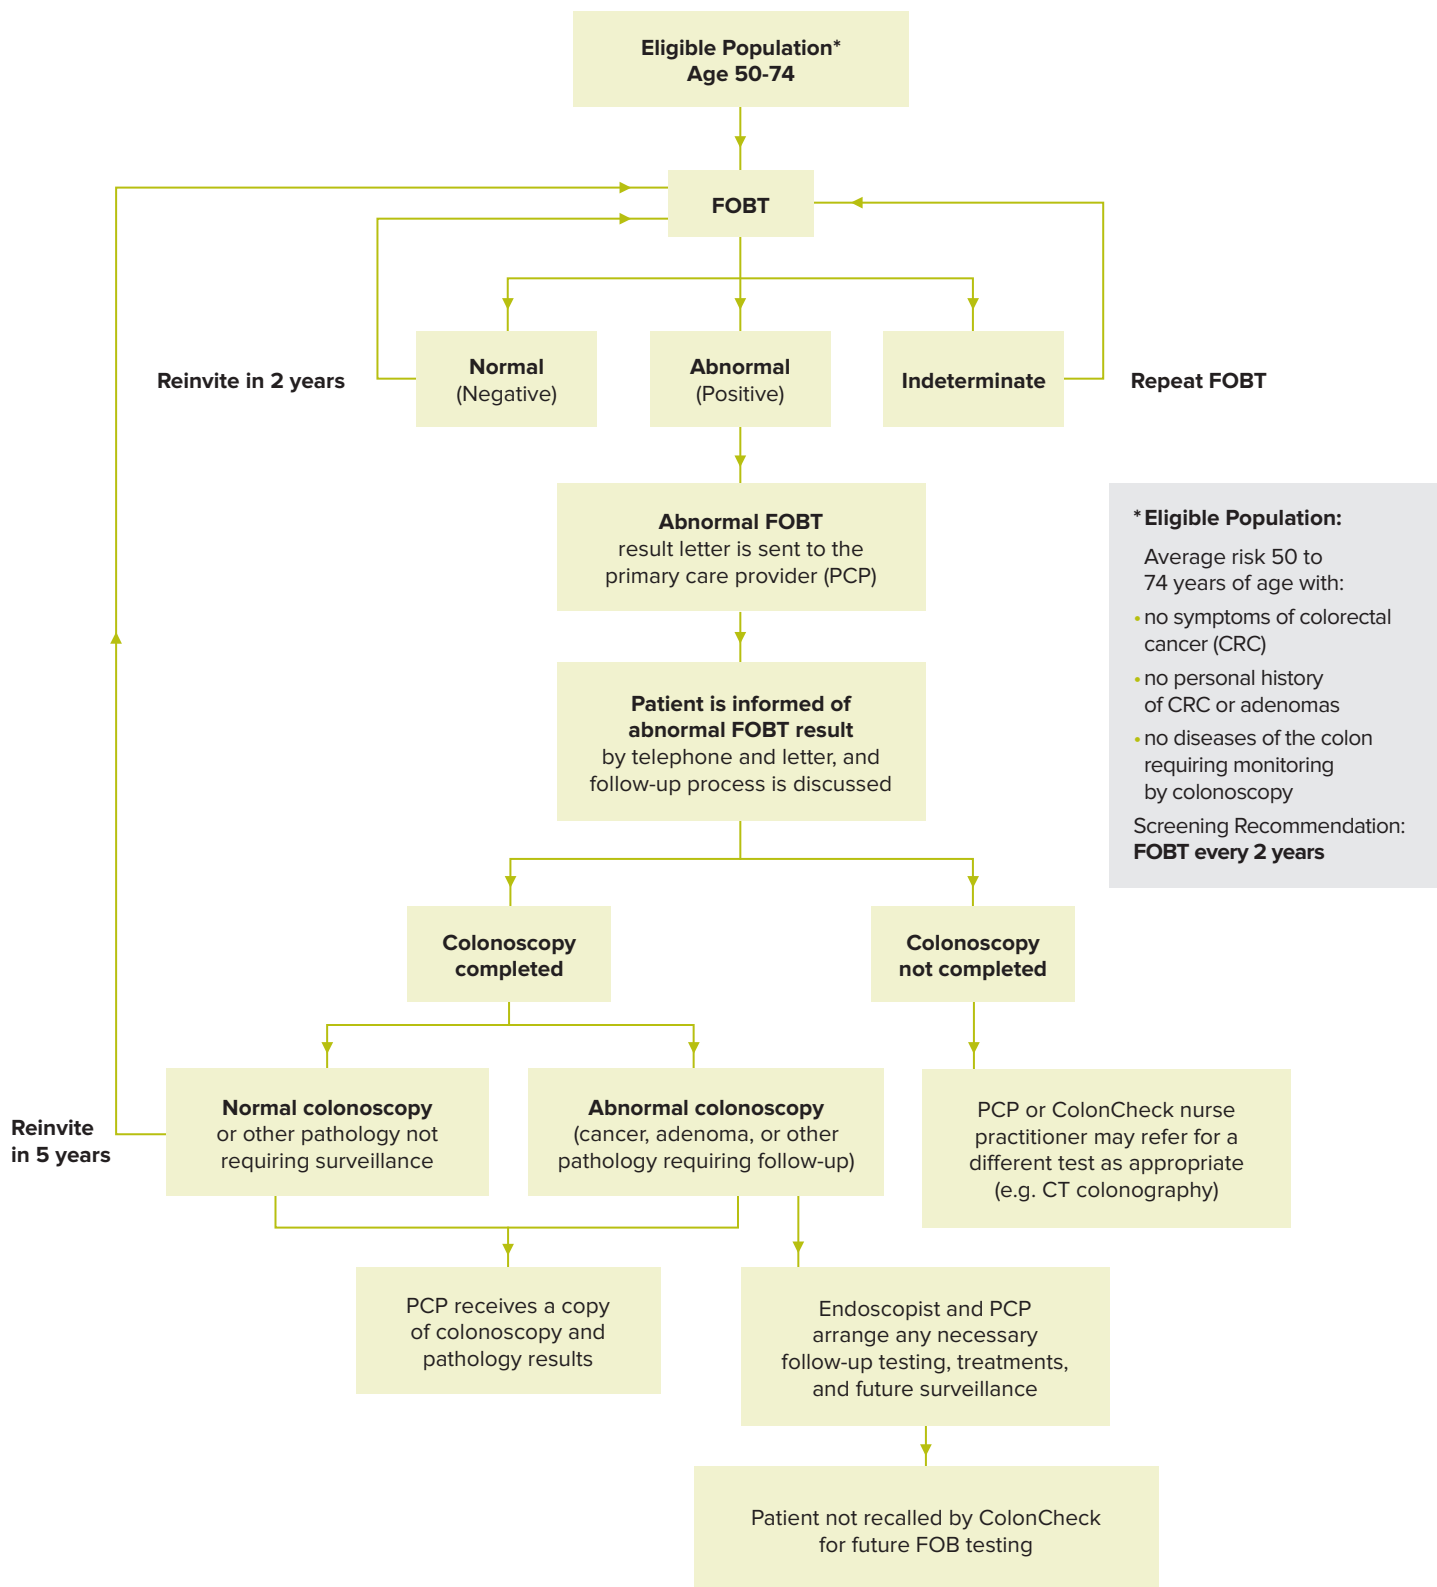 Eligible Population*
Age 50-74
FOBT
Normal
(Negative)
Abnormal
(Positive)
Indeterminate
Reinvite in 2 years
Repeat FOBT
Abnormal FOBT
result letter is sent to the
primary care provider (PCP)
* Eligible Population:
Average risk 50 to
74 years of age with:
• no symptoms of colorectal
cancer (CRC)
• no personal history
of CRC or adenomas
• no diseases of the colon
requiring monitoring
by colonoscopy
Screening Recommendation:
FOBT every 2 years
Patient is informed of
abnormal FOBT result
by telephone and letter, and
follow-up process is discussed
Colonoscopy
completed
Colonoscopy
not completed
Reinvite
in 5 years
Normal colonoscopy
or other pathology not
requiring surveillance
Abnormal colonoscopy
(cancer, adenoma, or other
pathology requiring follow-up)
PCP or ColonCheck nurse
practitioner may refer for a
different test as appropriate
(e.g. CT colonography)
PCP receives a copy
of colonoscopy and
pathology results
Endoscopist and PCP
arrange any necessary
follow-up testing, treatments,
and future surveillance
Patient not recalled by ColonCheck
for future FOB testing